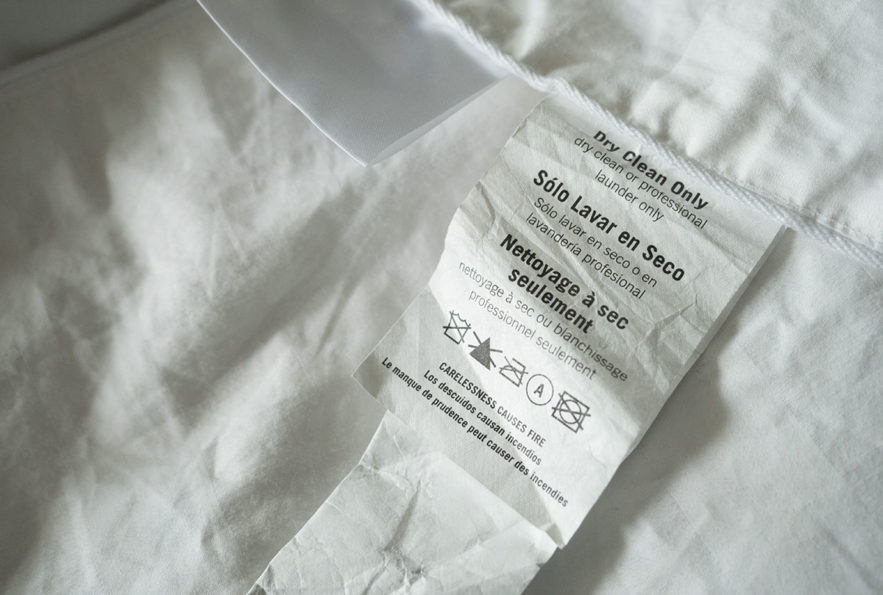 Dry Clean Only
dry clean or professional
launder only
Sólo Lavar en Seco
Sólo lavar en seco o en
lavandería profesional
Nettoyage à sec
seulement
nettoyage à sec ou blanchissage
professionnel seulement
A
CARELESSNESS CAUSES FIRE
Los descuidos causan incendios
Le manque de prudence peut causer des incendies